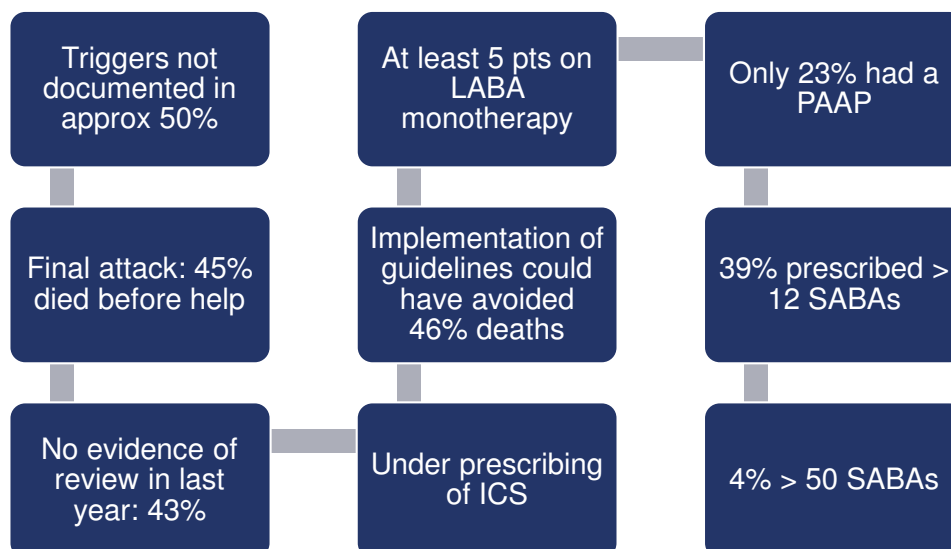 Triggers not
documented in
approx 50%
Final attack: 45%
died before help
No evidence of
review in last
year: 43%
Under prescribing
of ICS
Implementation of
guidelines could
have avoided
46% deaths
At least 5 pts on
LABA
monotherapy
Only 23% had a
PAAP
39% prescribed >
12 SABAs
4% > 50 SABAs